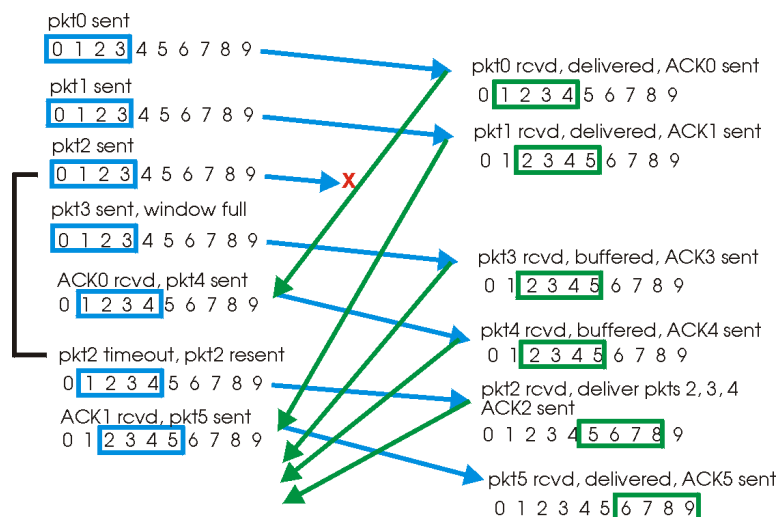 pkt0 sent
0 1 2 3 4 5 6 7 8 9
pkt1 sent
0 1 2 3 4 5 6 7 8 9
pkt2 sent
0 1 2 3 4 5 6 7 8 9
X
pkt3 sent, window full
0 1 2 3 4 5 6 7 8 9
ACK0 rcvd, pkt4 sent
0 1 2 3 4 5 6 7 8 9
pkt2 timeout, pkt2 resent
0 1 2 3 4 5 6 7 8 9
ACK1 rcvd, pkt5 sent
0 1 2 3 4 5 6 7 8 9
pkt0 rcvd, delivered, ACK0 sent
0 1 2 3 4 5 6 7 8 9
pkt1 rcvd, delivered, ACK1 sent
0 1 2 3 4 5 6 7 8 9
pkt3 rcvd, buffered, ACK3 sent
0 1 2 3 4 5 6 7 8 9
pkt4 rcvd, buffered, ACK4 sent
0 1 2 3 4 5 6 7 8 9
pkt2 rcvd, deliver pkts 2, 3, 4
ACK2 sent
0 1 2 3 4 5 6 7 8 9
pkt5 rcvd, delivered, ACK5 sent
0 1 2 3 4 5 6 7 8 9